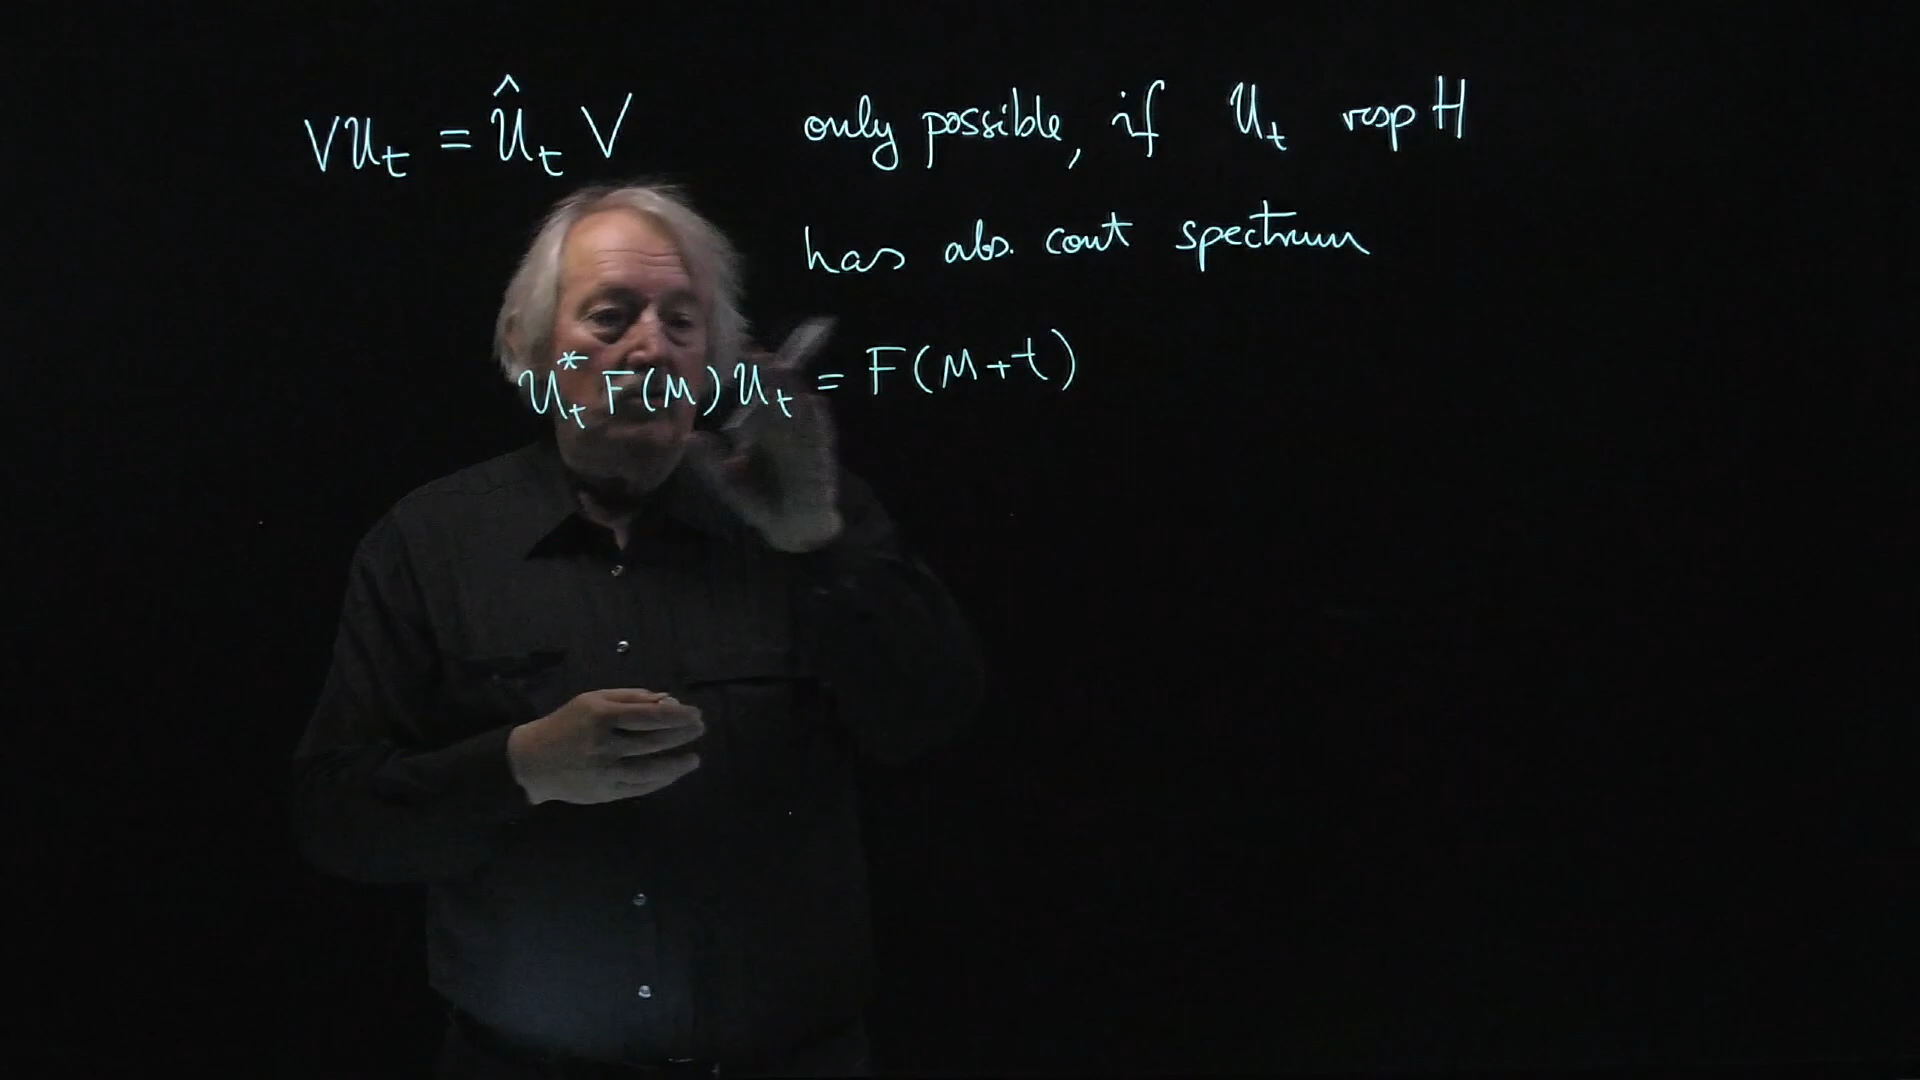 VU_t = Û_t V only possible, if U_t resp H
has abs. cont spectrum
U_t^* F(M) U_t = F(M+t)